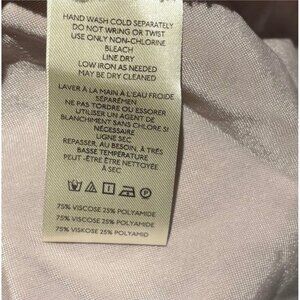 HAND WASH COLD SEPARATELY
DO NOT WRING OR TWIST
USE ONLY NON-CHLORINE
BLEACH
LINE DRY
LOW IRON AS NEEDED
MAY BE DRY CLEANED
LAVER À LA MAIN À L'EAU FROIDE
SÉPARÉMEN
NE PAS TORDRE OU ESSORER
UTILISER UN AGENT DE
BLANCHIMENT SANS CHLORE SI
NÉCESSAIRE
LIGNE SEC
REPASSER, AU BESOIN, À TRÈS
BASSE TEMPÉRATURE
PEUT-ÊTRE ÊTRE NETTOYÉE
À SEC
75% VISCOSE 25% POLYAMIDE
75% VISCOSE 25% POLYAMIDE
75% VISKOSE 25% POLYAMID